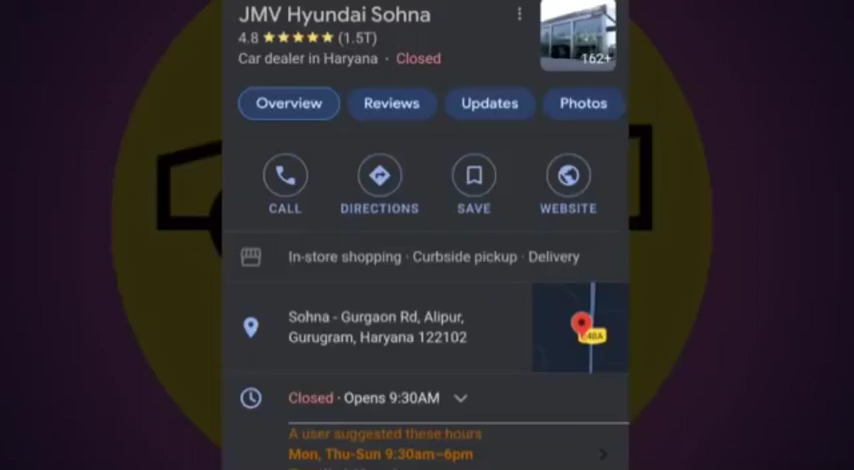 JMV Hyundai Sohna
4.8 ★★★★★ (1.5T)
162+
Car dealer in Haryana · Closed
Overview Reviews Updates Photos
CALL DIRECTIONS SAVE WEBSITE
In-store shopping · Curbside pickup · Delivery
Sohna - Gurgaon Rd, Alipur,
Gurugram, Haryana 122102
Closed · Opens 9:30AM
A user suggested these hours
Mon, Thu-Sun 9:30am–6pm